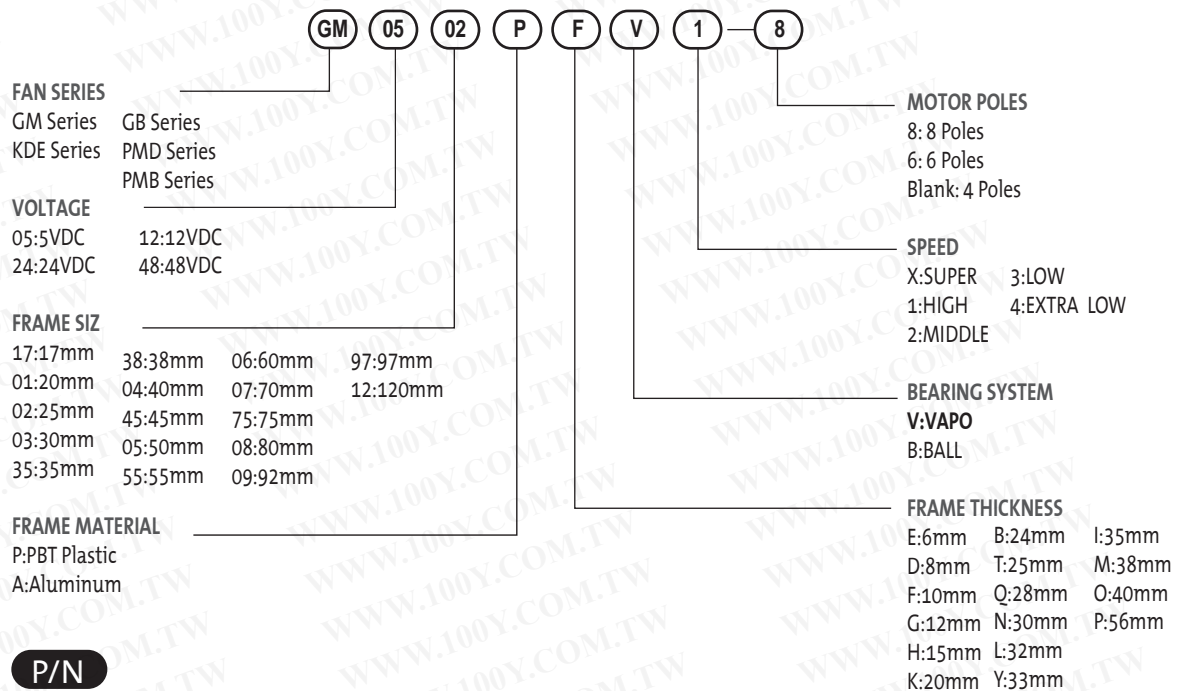 GM 05 02 P F V 1 — 8
FAN SERIES
GM Series GB Series
KDE Series PMD Series
PMB Series
VOLTAGE
05:5VDC 12:12VDC
24:24VDC 48:48VDC
FRAME SIZ
17:17mm 38:38mm 06:60mm 97:97mm
01:20mm 04:40mm 07:70mm 12:120mm
02:25mm 45:45mm 75:75mm
03:30mm 05:50mm 08:80mm
35:35mm 55:55mm 09:92mm
FRAME MATERIAL
P:PBT Plastic
A:Aluminum
P/N
MOTOR POLES
8: 8 Poles
6: 6 Poles
Blank: 4 Poles
SPEED
X:SUPER 3:LOW
1:HIGH 4:EXTRA LOW
2:MIDDLE
BEARING SYSTEM
V:VAPO
B:BALL
FRAME THICKNESS
E:6mm B:24mm I:35mm
D:8mm T:25mm M:38mm
F:10mm Q:28mm O:40mm
G:12mm N:30mm P:56mm
H:15mm L:32mm
K:20mm Y:33mm
WWW.100Y.COM.TW